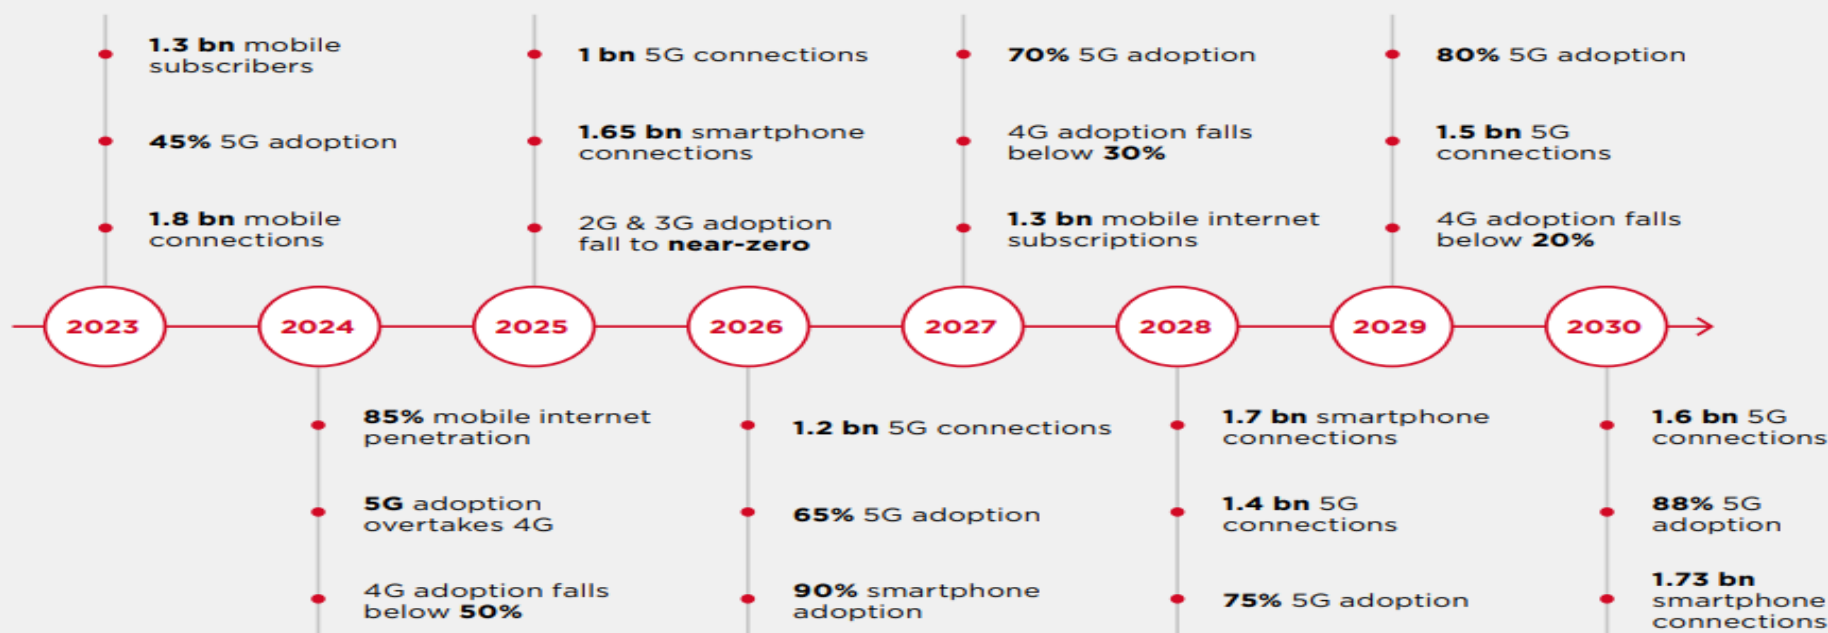 1.3 bn mobile
subscribers
45% 5G adoption
1.8 bn mobile
connections
1 bn 5G connections
1.65 bn smartphone
connections
2G & 3G adoption
fall to near-zero
70% 5G adoption
4G adoption falls
below 30%
1.3 bn mobile internet
subscriptions
80% 5G adoption
1.5 bn 5G
connections
4G adoption falls
below 20%
2023
2024
2025
2026
2027
2028
2029
2030
85% mobile internet
penetration
5G adoption
overtakes 4G
4G adoption falls
below 50%
1.2 bn 5G connections
65% 5G adoption
90% smartphone
adoption
1.7 bn smartphone
connections
1.4 bn 5G
connections
75% 5G adoption
1.6 bn 5G
connections
88% 5G
adoption
1.73 bn
smartphone
connections